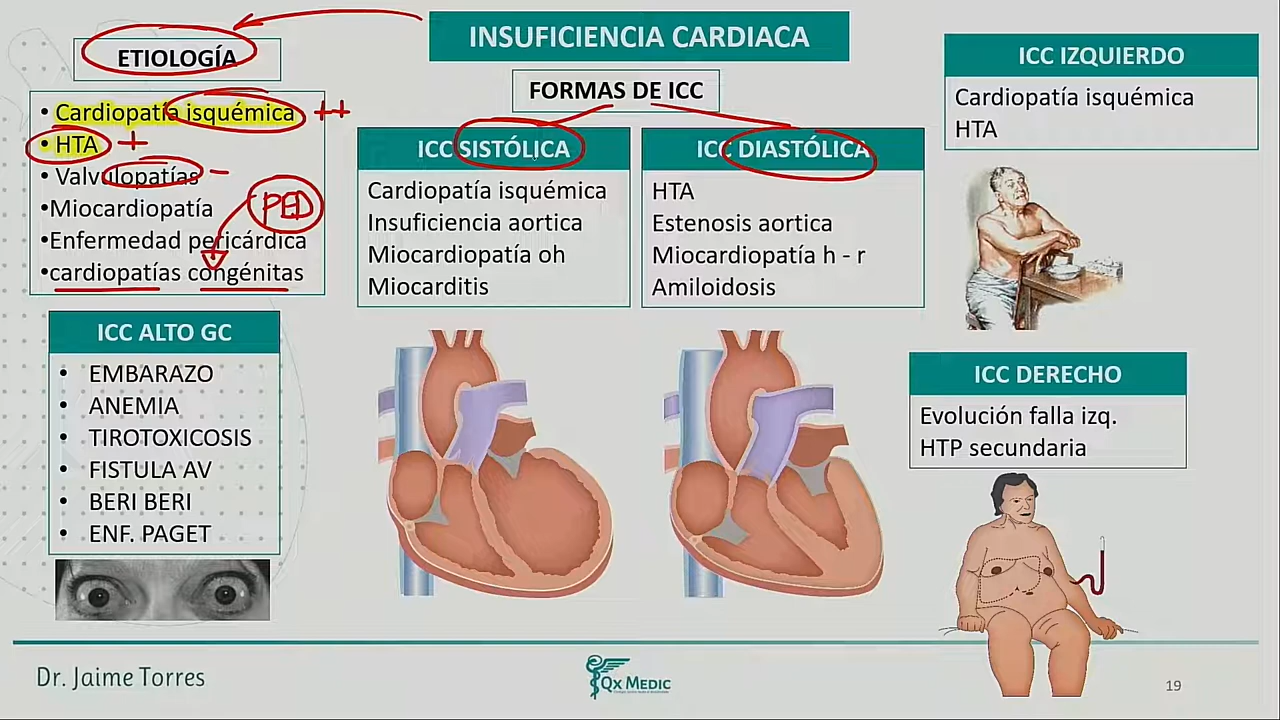 INSUFICIENCIA CARDIACA
ETIOLOGÍA
• Cardiopatía isquémica ++
• HTA +
• Valvulopatías -
•Miocardiopatía
PED
•Enfermedad pericárdica
•cardiopatías congénitas
ICC ALTO GC
• EMBARAZO
• ANEMIA
• TIROTOXICOSIS
• FISTULA AV
• BERI BERI
• ENF. PAGET
FORMAS DE ICC
ICC SISTÓLICA
Cardiopatía isquémica
Insuficiencia aortica
Miocardiopatía oh
Miocarditis
ICC DIASTÓLICA
HTA
Estenosis aortica
Miocardiopatía h - r
Amiloidosis
ICC IZQUIERDO
Cardiopatía isquémica
HTA
ICC DERECHO
Evolución falla izq.
HTP secundaria
Dr. Jaime Torres
QX MEDIC
19